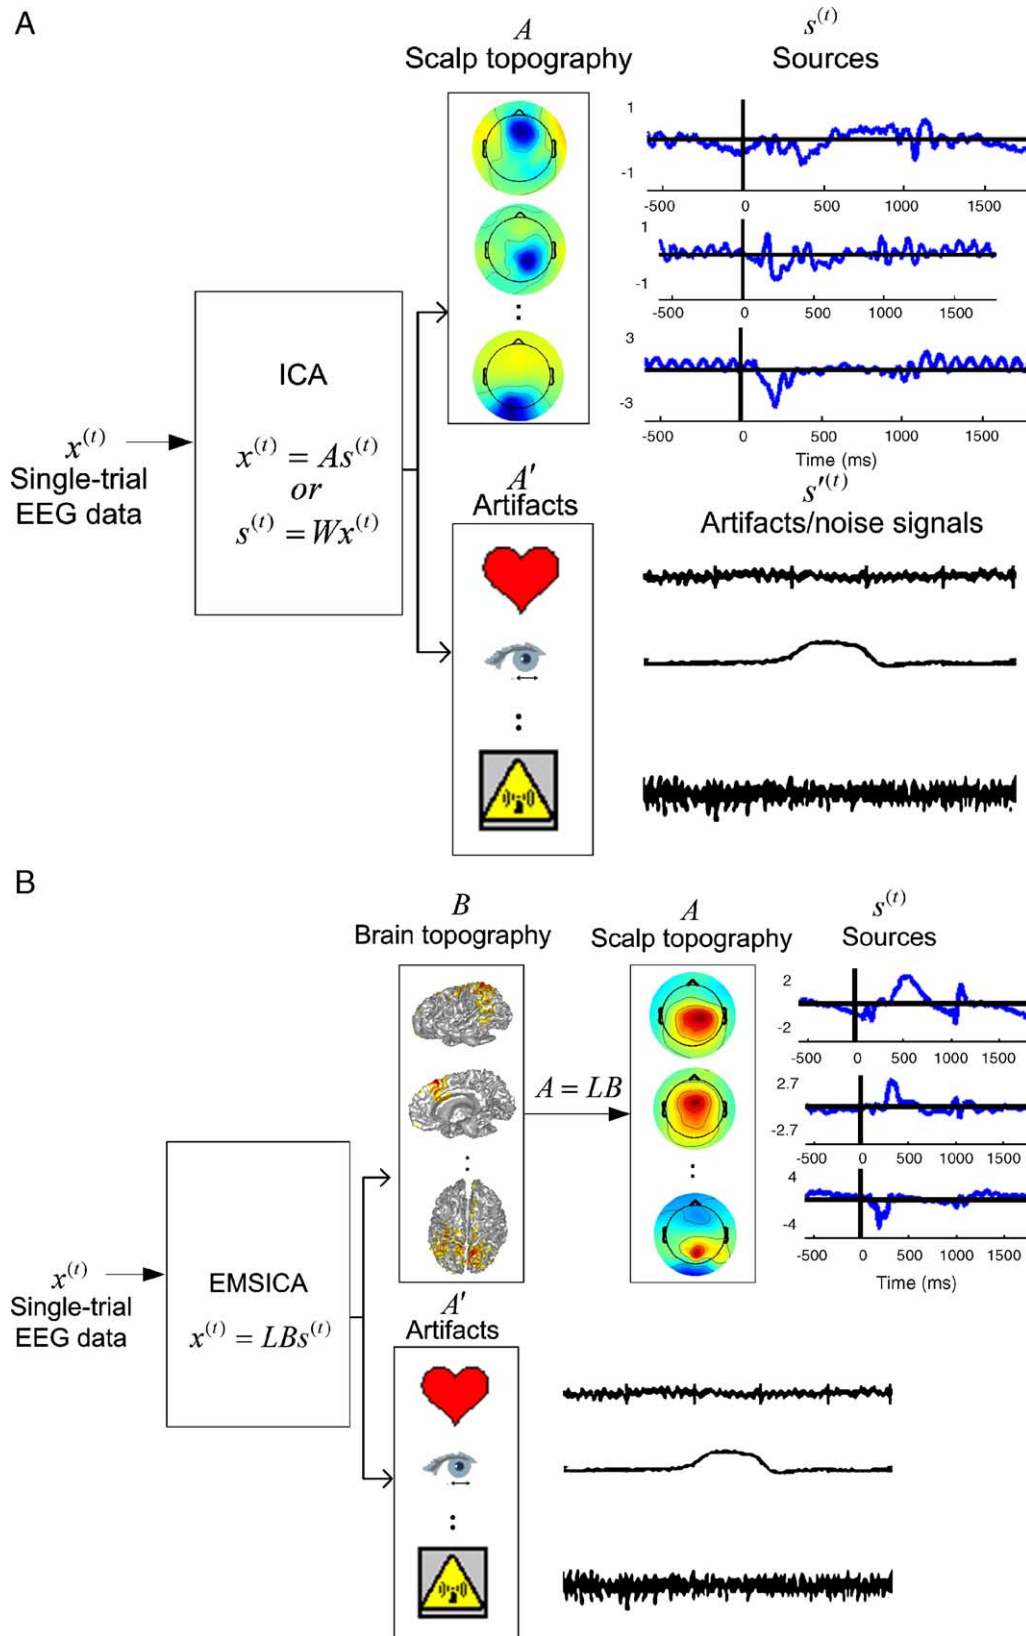 A
A
Scalp topography
s^(t)
Sources
1
-1
-500 0 500 1000 1500
1
-1
-500 0 500 1000 1500
3
-3
-500 0 500 1000 1500
Time (ms)
ICA
x^(t) = As^(t)
or
s^(t) = Wx^(t)
x^(t)
Single-trial
EEG data
A'
Artifacts
s'^(t)
Artifacts/noise signals
B
B
Brain topography
A
Scalp topography
s^(t)
Sources
2
-2
-500 0 500 1000 1500
A = LB
2.7
-2.7
-500 0 500 1000 1500
4
-4
-500 0 500 1000 1500
Time (ms)
EMSICA
x^(t) = LBs^(t)
x^(t)
Single-trial
EEG data
A'
Artifacts